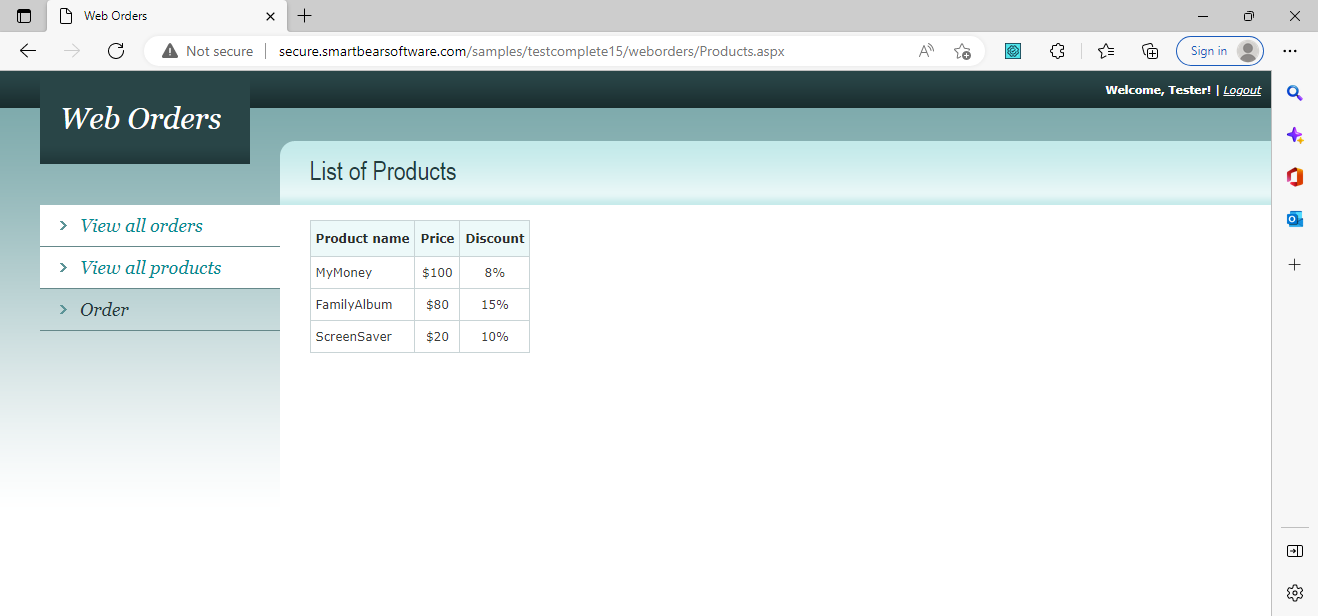 Web Orders
Not secure
secure.smartbearsoftware.com/samples/testcomplete15/weborders/Products.aspx
A
Sign in
Welcome, Tester! | Logout
Web Orders
List of Products
View all orders
View all products
Order
Product name Price Discount
MyMoney $100 8%
FamilyAlbum $80 15%
ScreenSaver $20 10%